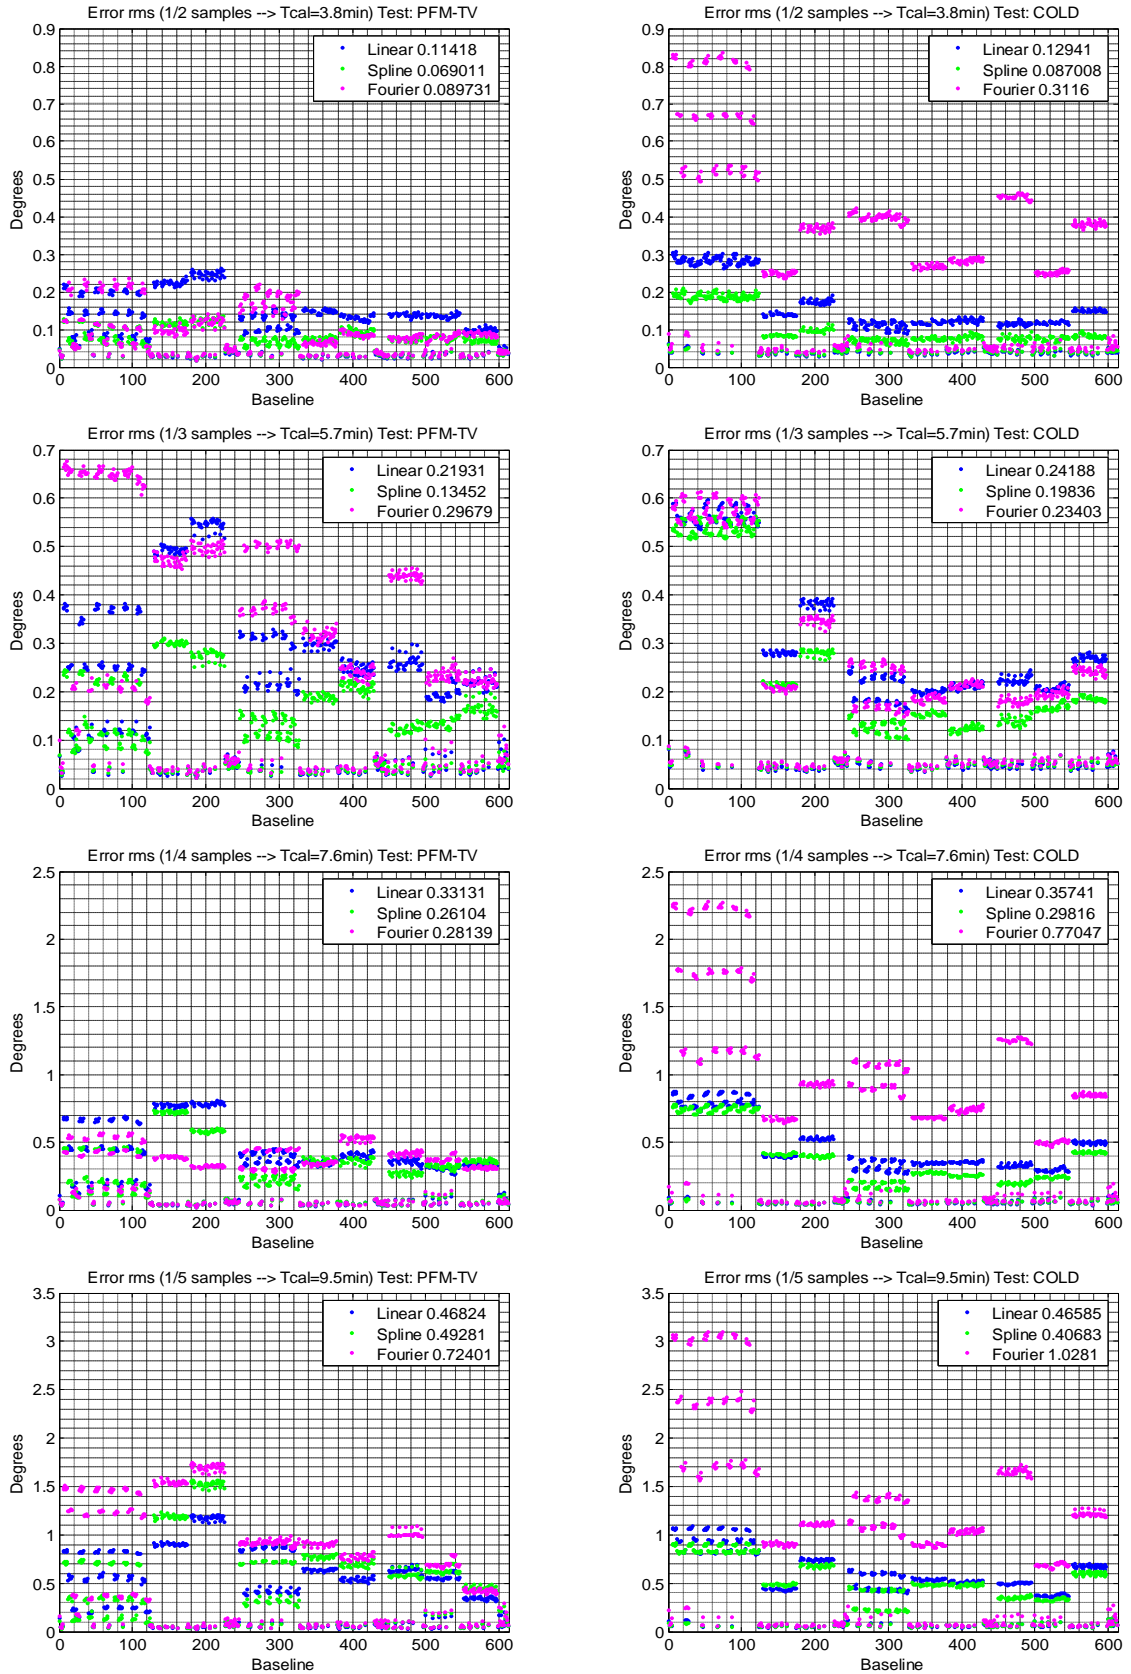 Error rms (1/2 samples --> Tcal=3.8min) Test: PFM-TV
0.9
0.8
0.7
0.6
0.5
0.4
0.3
0.2
0.1
0
Degrees
Linear 0.11418
Spline 0.069011
Fourier 0.089731
0 100 200 300 400 500 600
Baseline
Error rms (1/2 samples --> Tcal=3.8min) Test: COLD
0.9
0.8
0.7
0.6
0.5
0.4
0.3
0.2
0.1
0
Degrees
Linear 0.12941
Spline 0.087008
Fourier 0.3116
0 100 200 300 400 500 600
Baseline
Error rms (1/3 samples --> Tcal=5.7min) Test: PFM-TV
0.7
0.6
0.5
0.4
0.3
0.2
0.1
0
Degrees
Linear 0.21931
Spline 0.13452
Fourier 0.29679
0 100 200 300 400 500 600
Baseline
Error rms (1/3 samples --> Tcal=5.7min) Test: COLD
0.7
0.6
0.5
0.4
0.3
0.2
0.1
0
Degrees
Linear 0.24188
Spline 0.19836
Fourier 0.23403
0 100 200 300 400 500 600
Baseline
Error rms (1/4 samples --> Tcal=7.6min) Test: PFM-TV
2.5
2
1.5
1
0.5
0
Degrees
Linear 0.33131
Spline 0.26104
Fourier 0.28139
0 100 200 300 400 500 600
Baseline
Error rms (1/4 samples --> Tcal=7.6min) Test: COLD
2.5
2
1.5
1
0.5
0
Degrees
Linear 0.35741
Spline 0.29816
Fourier 0.77047
0 100 200 300 400 500 600
Baseline
Error rms (1/5 samples --> Tcal=9.5min) Test: PFM-TV
3.5
3
2.5
2
1.5
1
0.5
0
Degrees
Linear 0.46824
Spline 0.49281
Fourier 0.72401
0 100 200 300 400 500 600
Baseline
Error rms (1/5 samples --> Tcal=9.5min) Test: COLD
3.5
3
2.5
2
1.5
1
0.5
0
Degrees
Linear 0.46585
Spline 0.40683
Fourier 1.0281
0 100 200 300 400 500 600
Baseline